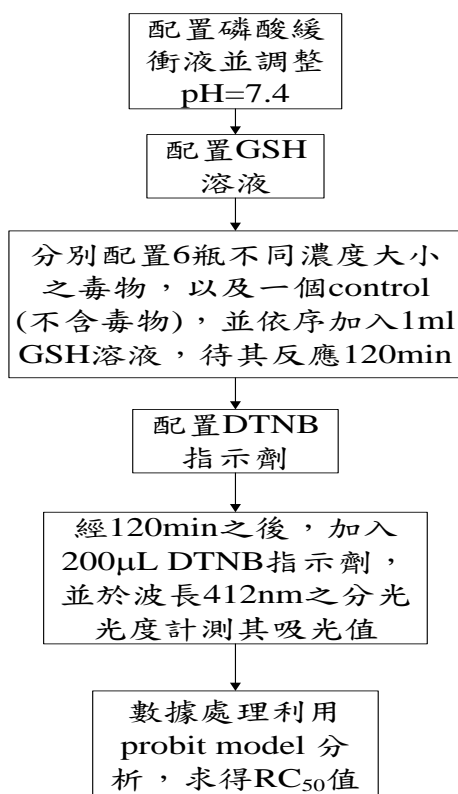 配置磷酸緩
衝液並調整
pH=7.4
配置GSH
溶液
分別配置6瓶不同濃度大小
之毒物，以及一個control
(不含毒物)，並依序加入1ml
GSH溶液，待其反應120min
配置DTNB
指示劑
經120min之後，加入
200μL DTNB指示劑，
並於波長412nm之分光
光度計測其吸光值
數據處理利用
probit model 分
析，求得RC₅₀值